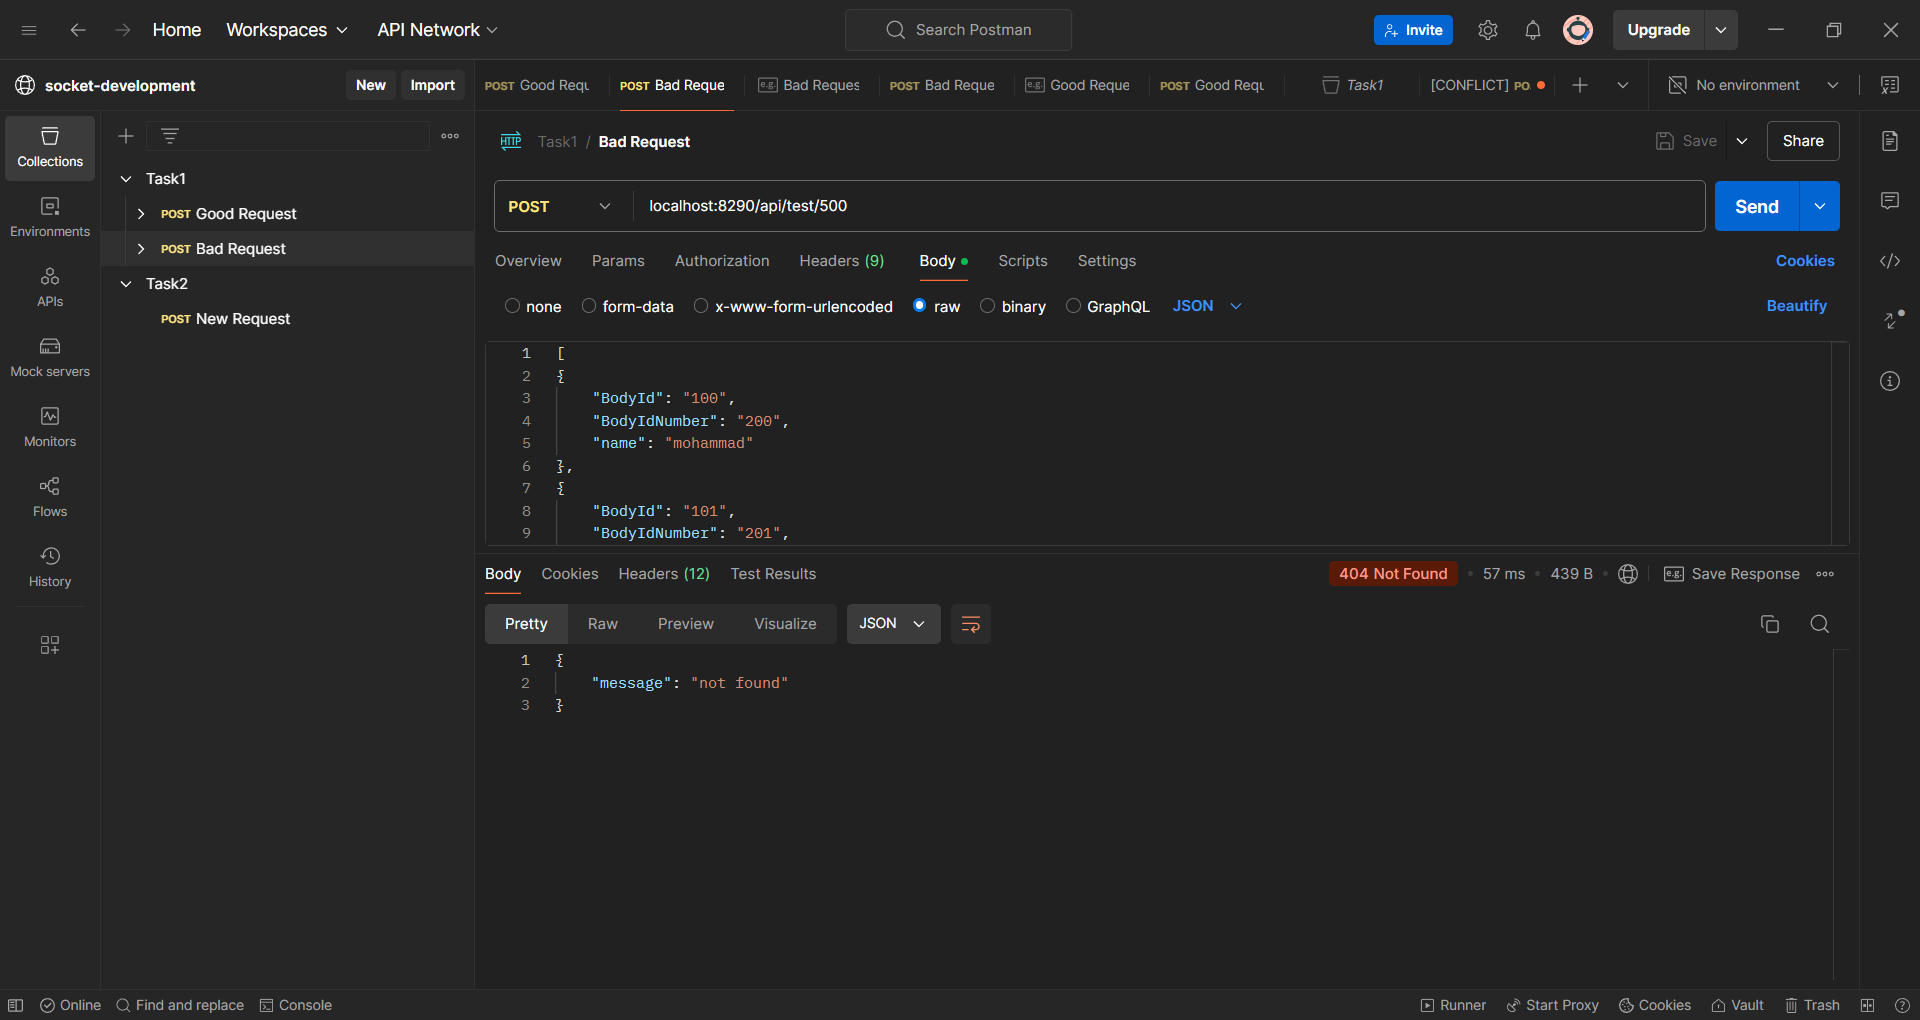 Home Workspaces API Network Search Postman Invite Upgrade
socket-development New Import POST Good Requ POST Bad Reque e.g. Bad Reques POST Bad Reque e.g. Good Reque POST Good Requ Task1 [CONFLICT] PO. No environment
Collections
Environments
APIs
Mock servers
Monitors
Flows
History
Task1
POST Good Request
POST Bad Request
Task2
POST New Request
HTTP Task1 / Bad Request Save Share
POST localhost:8290/api/test/500 Send
Overview Params Authorization Headers (9) Body Scripts Settings Cookies
none form-data x-www-form-urlencoded raw binary GraphQL JSON Beautify
1 [
2 {
3 "BodyId": "100",
4 "BodyIdNumber": "200",
5 "name": "mohammad"
6 },
7 {
8 "BodyId": "101",
9 "BodyIdNumber": "201",
Body Cookies Headers (12) Test Results 404 Not Found 57 ms 439 B e.g. Save Response
Pretty Raw Preview Visualize JSON
1 {
2 "message": "not found"
3 }
Online Find and replace Console Runner Start Proxy Cookies Vault Trash